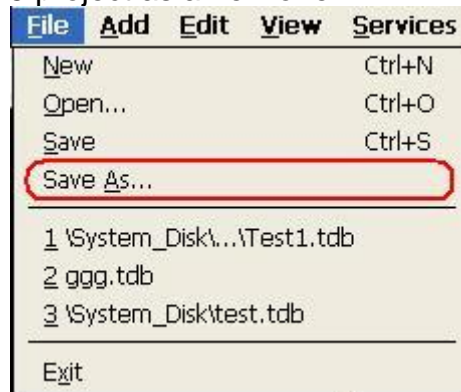 File Add Edit View Services
New Ctrl+N
Open... Ctrl+O
Save Ctrl+S
Save As...
1 \System_Disk\...\Test1.tdb
2 ggg.tdb
3 \System_Disk\test.tdb
Exit